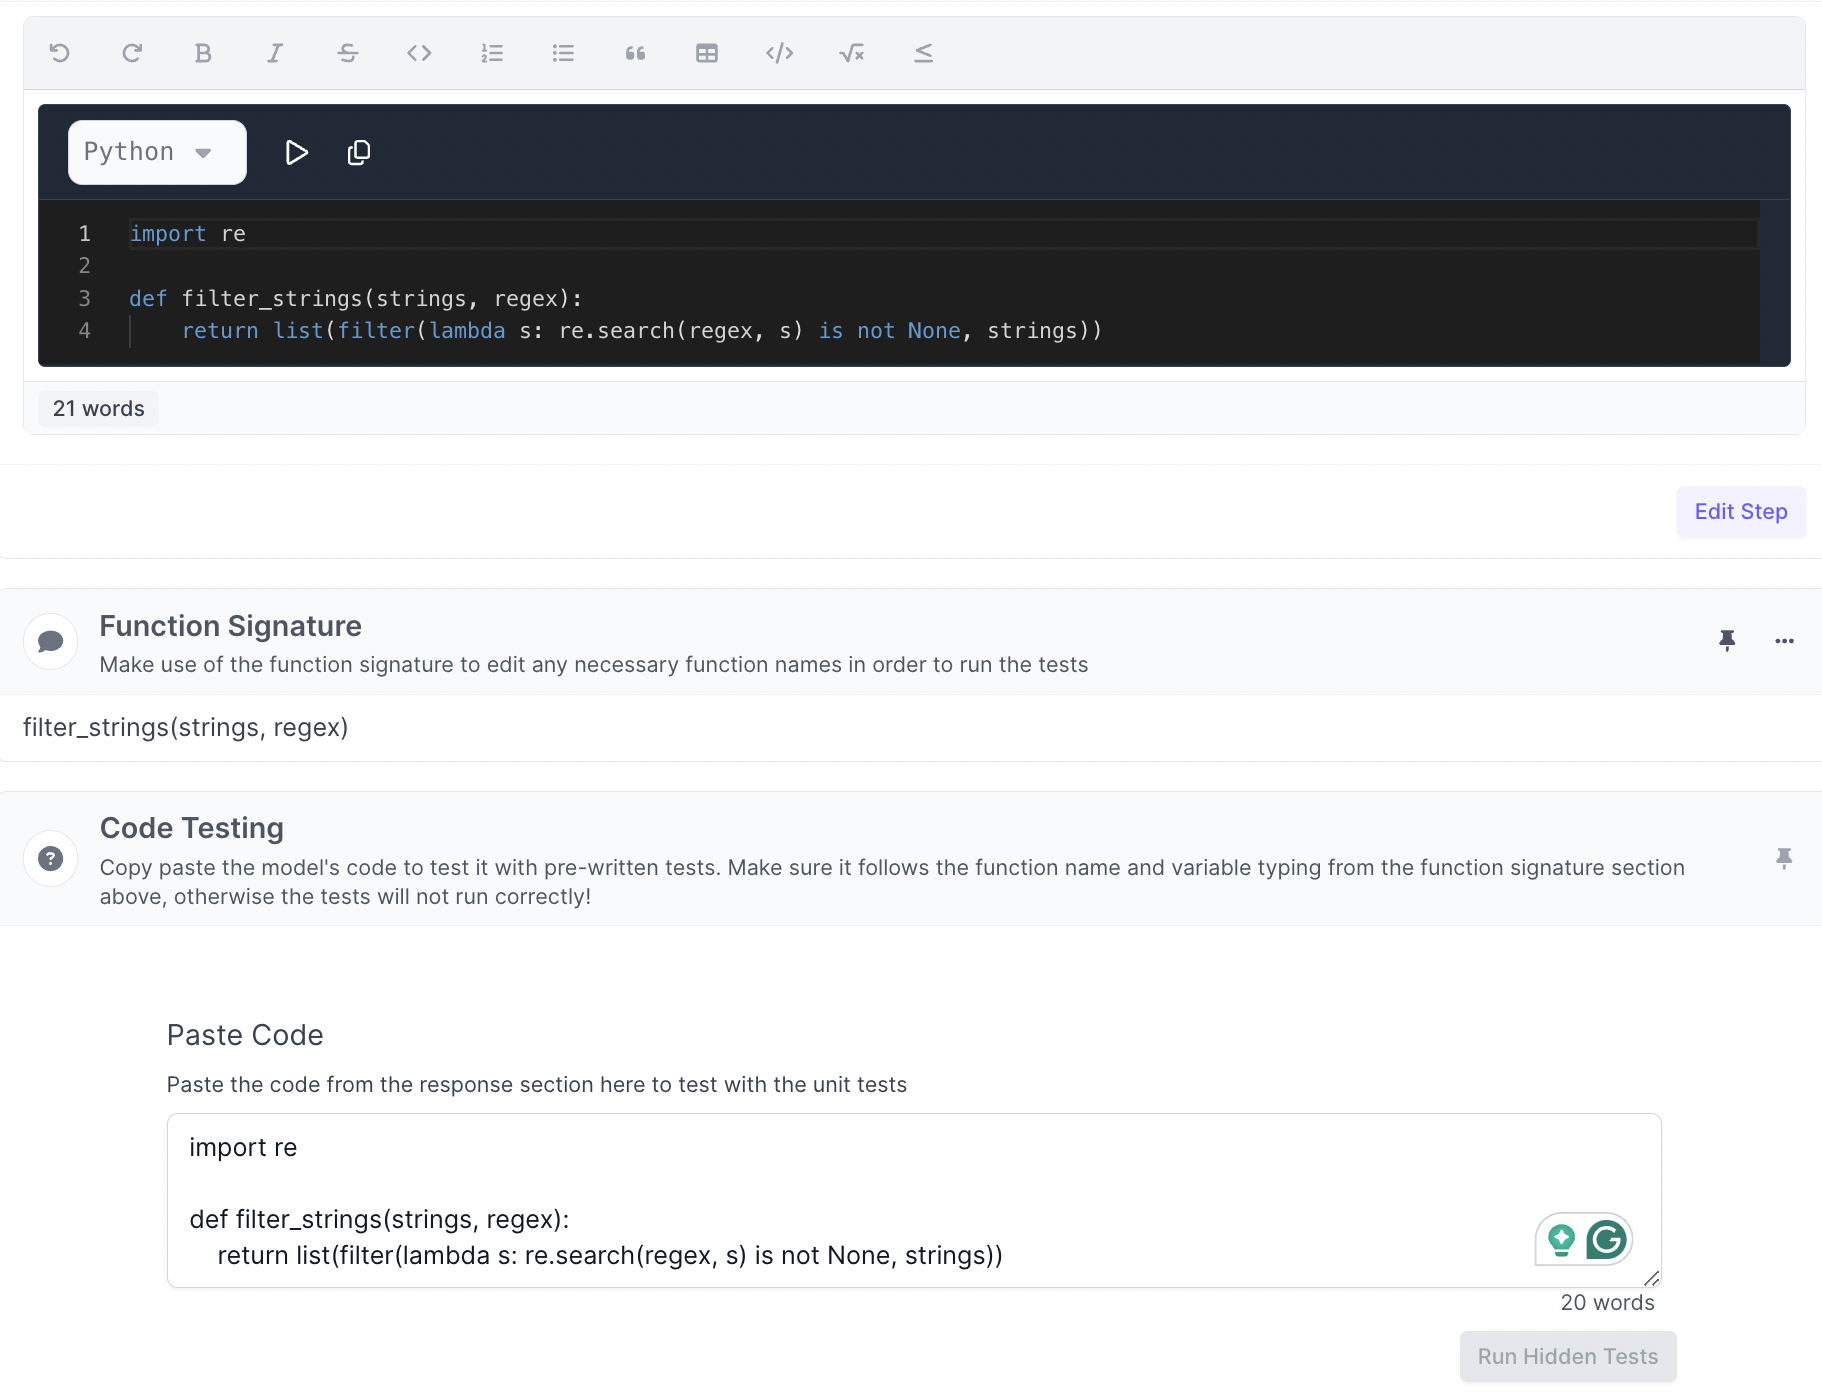 Python
1 import re
2
3 def filter_strings(strings, regex):
4     return list(filter(lambda s: re.search(regex, s) is not None, strings))
21 words
Edit Step
Function Signature
Make use of the function signature to edit any necessary function names in order to run the tests
filter_strings(strings, regex)
Code Testing
Copy paste the model's code to test it with pre-written tests. Make sure it follows the function name and variable typing from the function signature section
above, otherwise the tests will not run correctly!
Paste Code
Paste the code from the response section here to test with the unit tests
import re
def filter_strings(strings, regex):
    return list(filter(lambda s: re.search(regex, s) is not None, strings))
20 words
Run Hidden Tests